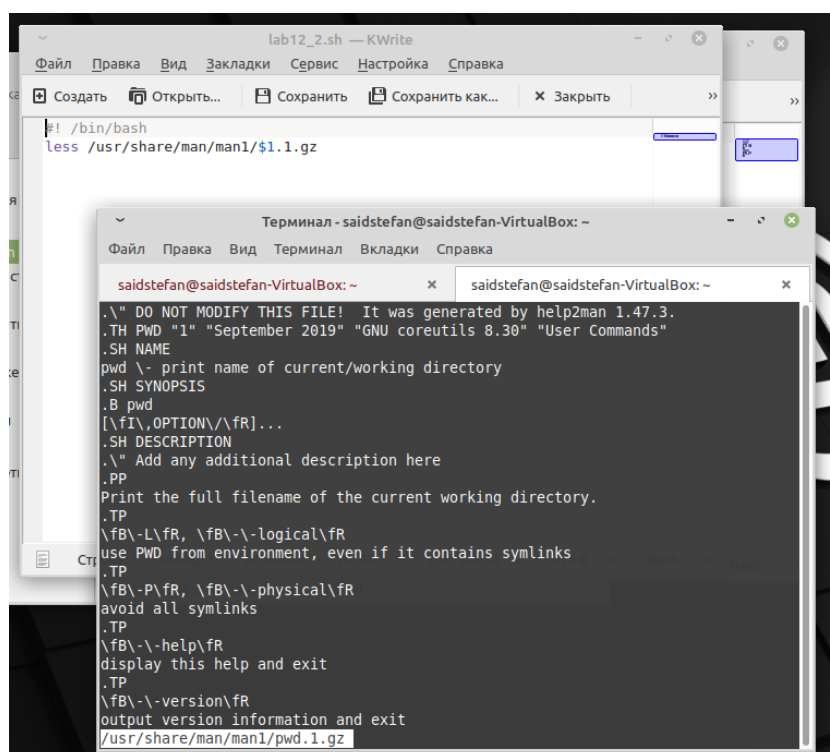 lab12_2.sh — KWrite
Файл Правка Вид Закладки Сервис Настройка Справка
Создать Открыть... Сохранить Сохранить как... Закрыть »
»
#! /bin/bash
less /usr/share/man/man1/$1.1.gz
Терминал - saidstefan@saidstefan-VirtualBox: ~
Файл Правка Вид Терминал Вкладки Справка
saidstefan@saidstefan-VirtualBox: ~ saidstefan@saidstefan-VirtualBox: ~
.\" DO NOT MODIFY THIS FILE!  It was generated by help2man 1.47.3.
.TH PWD "1" "September 2019" "GNU coreutils 8.30" "User Commands"
.SH NAME
pwd \- print name of current/working directory
.SH SYNOPSIS
.B pwd
[\fI\,OPTION\/\fR]...
.SH DESCRIPTION
.\" Add any additional description here
.PP
Print the full filename of the current working directory.
.TP
\fB\-L\fR, \fB\-\-logical\fR
use PWD from environment, even if it contains symlinks
.TP
\fB\-P\fR, \fB\-\-physical\fR
avoid all symlinks
.TP
\fB\-\-help\fR
display this help and exit
.TP
\fB\-\-version\fR
output version information and exit
/usr/share/man/man1/pwd.1.gz